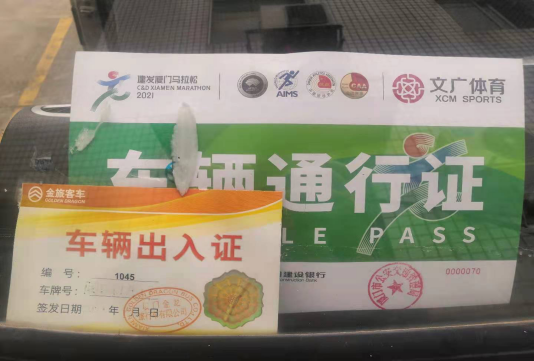 建发厦门马拉松
C&D XIAMEN MARATHON
2021
AIMS
文广体育
XCM SPORTS
车辆通行证
LE PASS
建设银行
Construction Bank
0000070
金旅客车
GOLDEN DRAGON
车辆出入证
编 号: 1045
车牌号:
签发日期 年 月 日